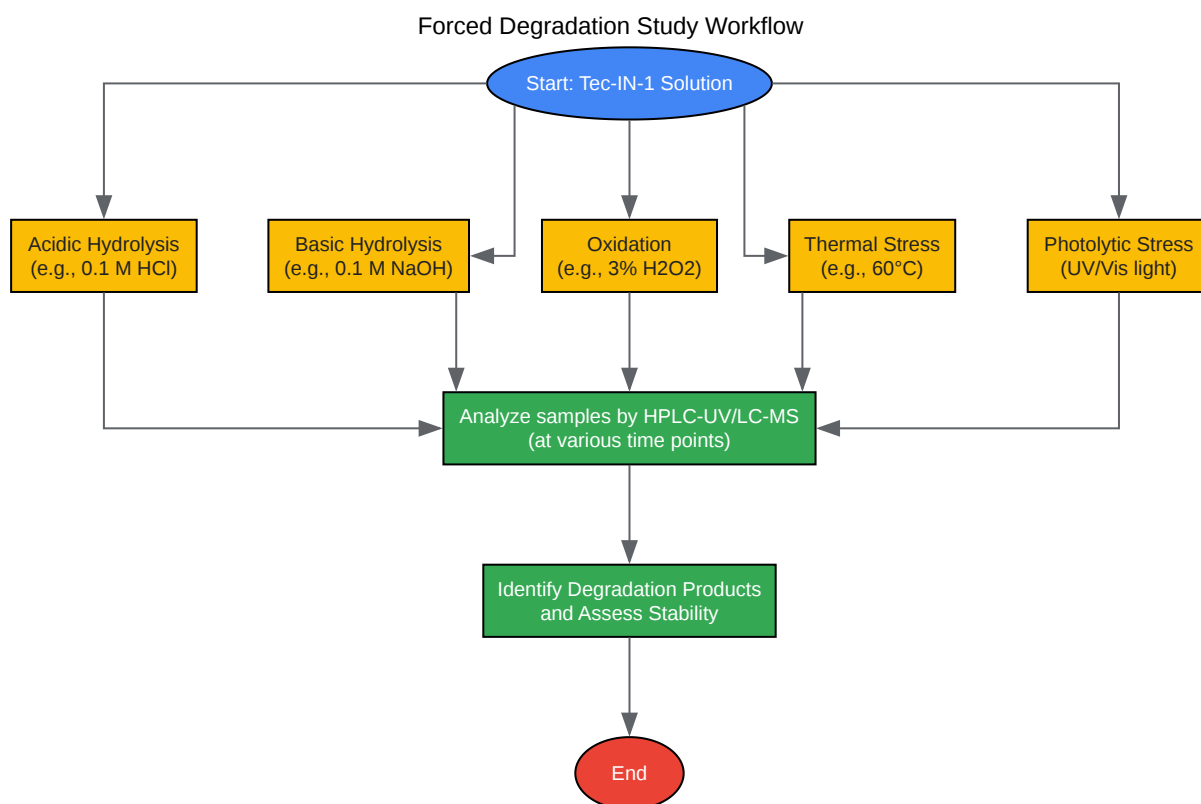 Forced Degradation Study Workflow
Start: Tec-IN-1 Solution
Acidic Hydrolysis
(e.g., 0.1 M HCl)
Basic Hydrolysis
(e.g., 0.1 M NaOH)
Oxidation
(e.g., 3% H2O2)
Thermal Stress
(e.g., 60°C)
Photolytic Stress
(UV/Vis light)
Analyze samples by HPLC-UV/LC-MS
(at various time points)
Identify Degradation Products
and Assess Stability
End